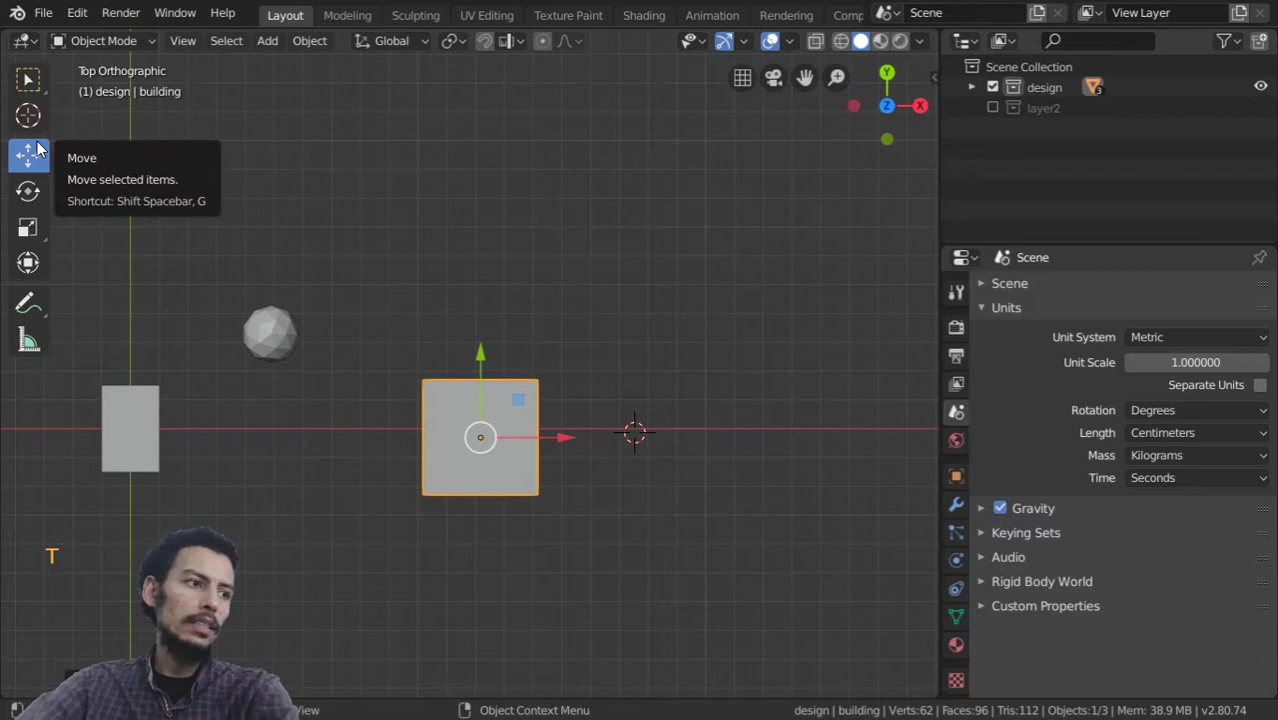 File Edit Render Window Help Layout Modeling Sculpting UV Editing Texture Paint Shading Animation Rendering Comp Scene View Layer
Object Mode View Select Add Object Global
Top Orthographic
(1) design | building
Move
Move selected items.
Shortcut: Shift Spacebar, G
Y
Z
X
T
Scene Collection
design 3
layer2
Scene
Scene
Units
Unit System Metric
Unit Scale 1.000000
Separate Units
Rotation Degrees
Length Centimeters
Mass Kilograms
Time Seconds
Gravity
Keying Sets
Audio
Rigid Body World
Custom Properties
View Object Context Menu design | building | Verts:62 | Faces:96 | Tris:112 | Objects:1/3 | Mem: 38.9 MB | v2.80.74